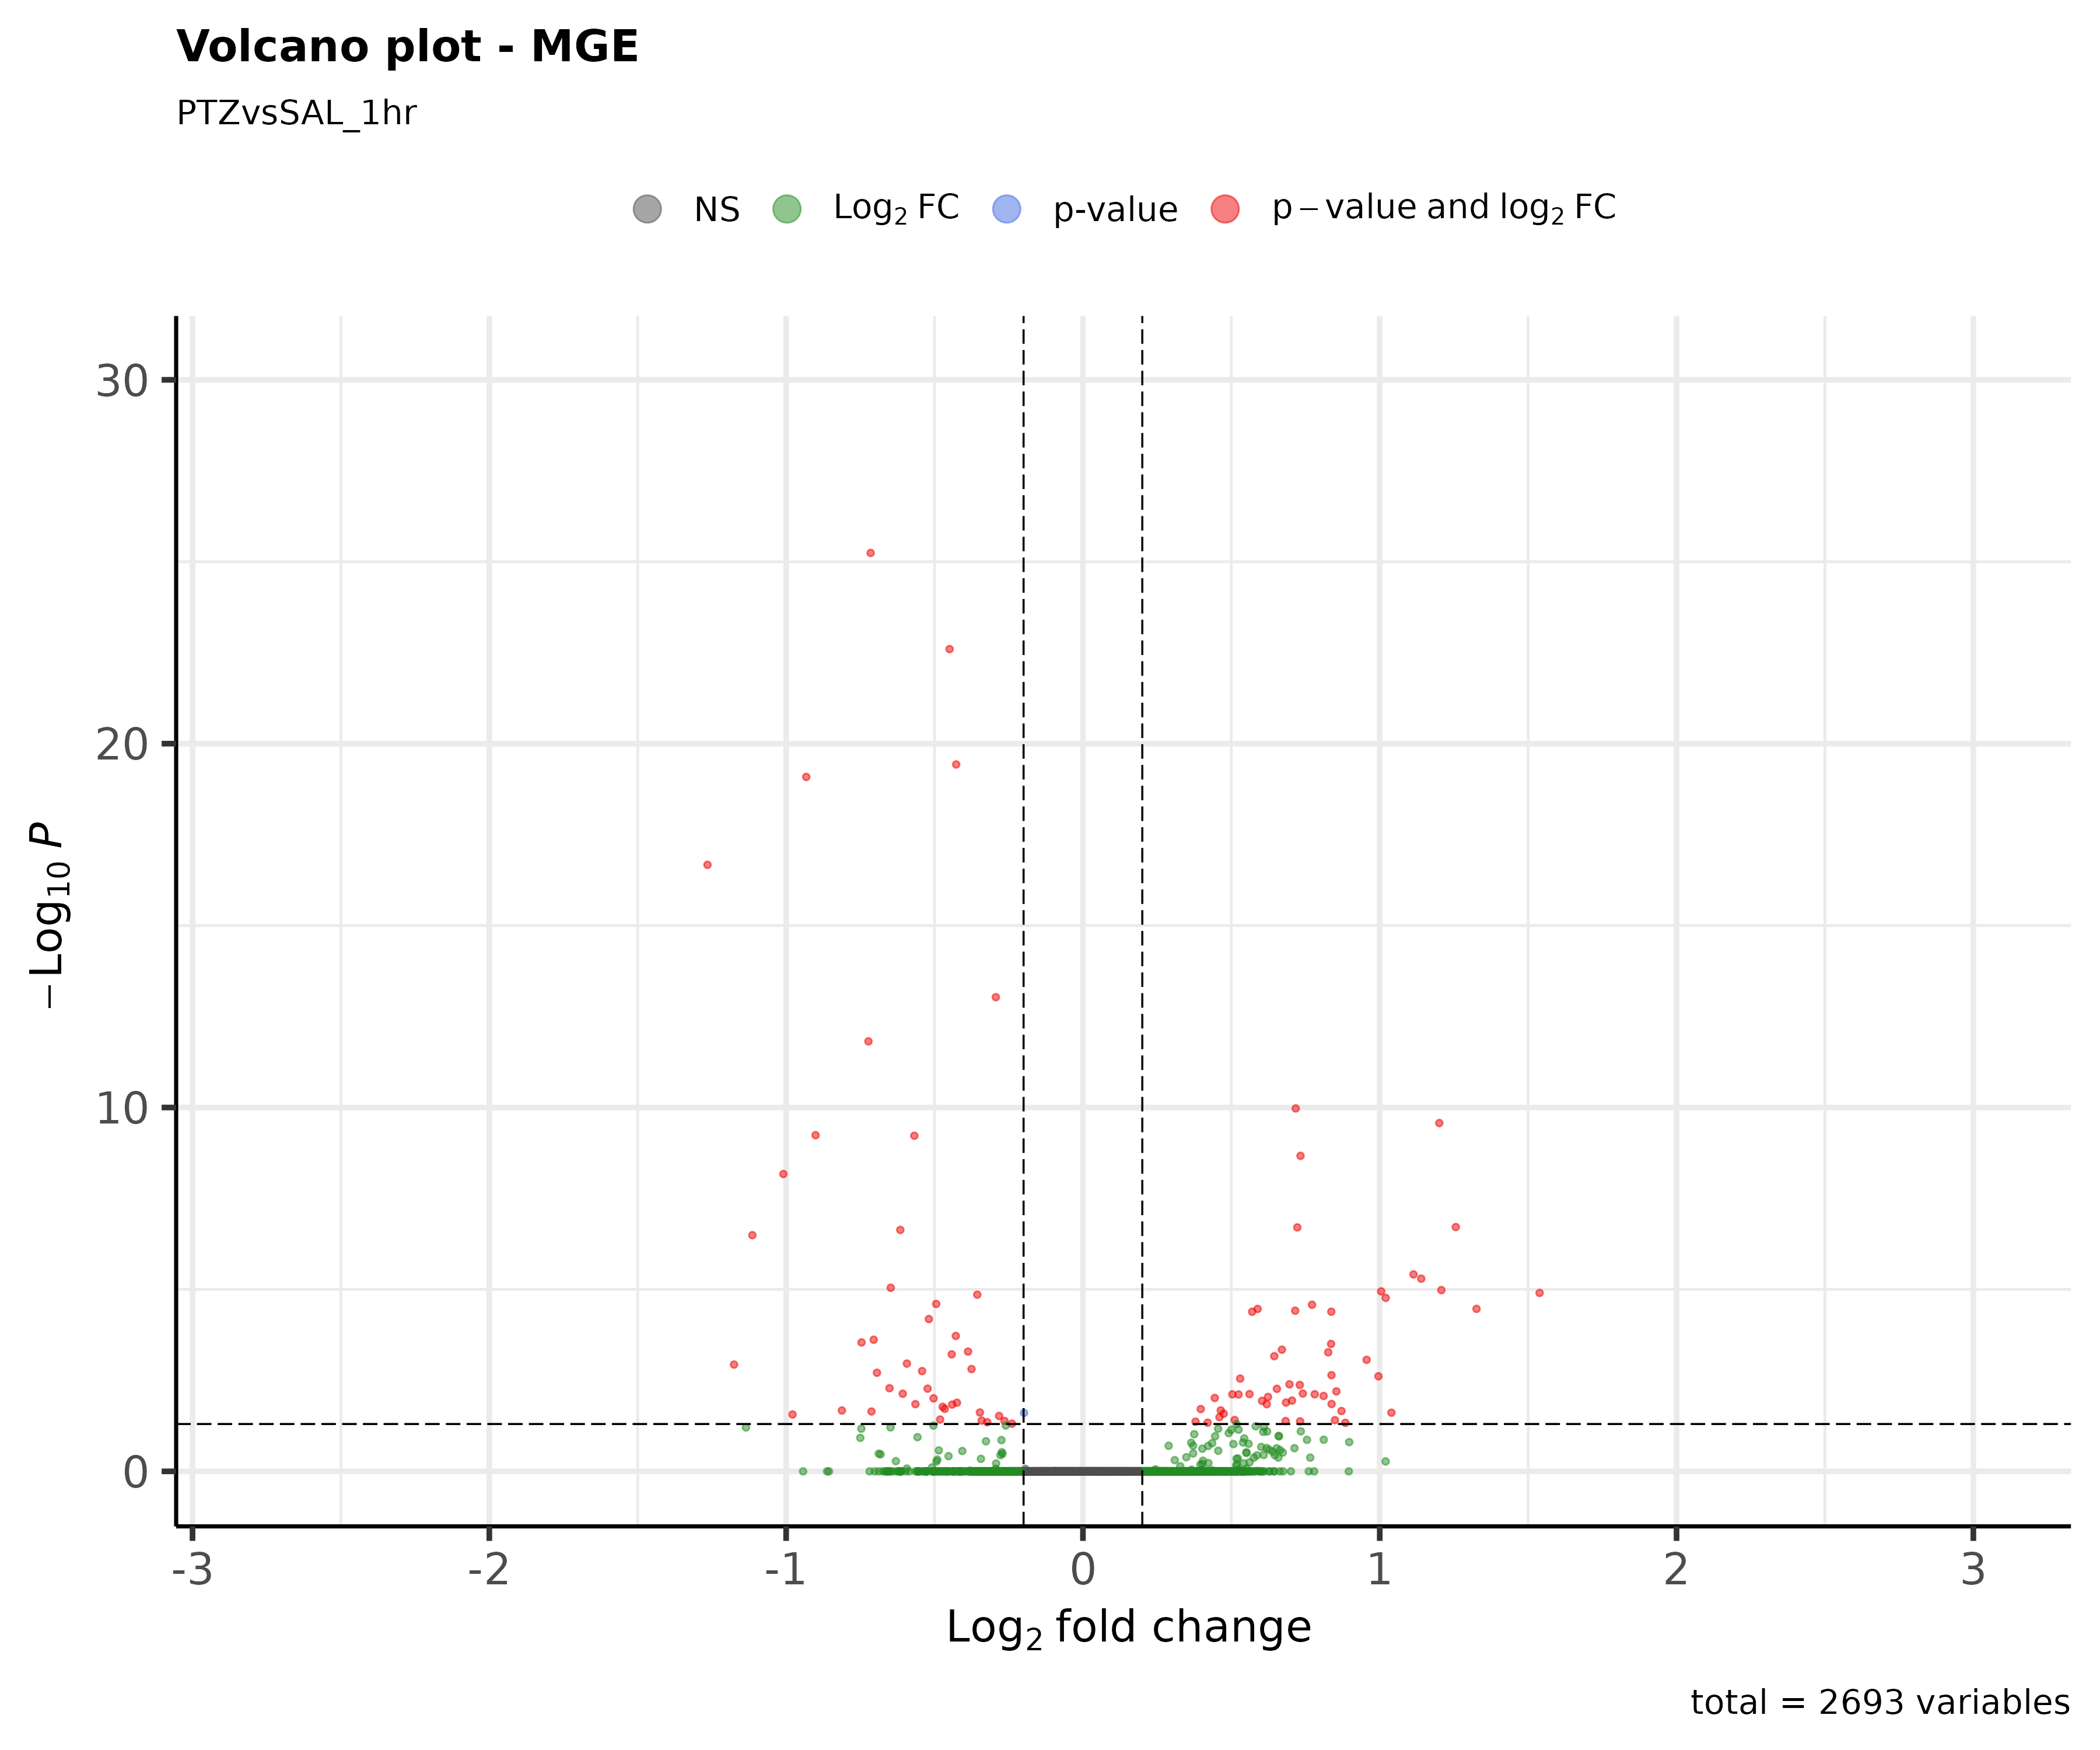 Volcano plot - MGE
PTZvsSAL_1hr
NS Log₂ FC p-value p−value and log₂ FC
30
20
10
0
−Log₁₀ P
-3 -2 -1 0 1 2 3
Log₂ fold change
total = 2693 variables